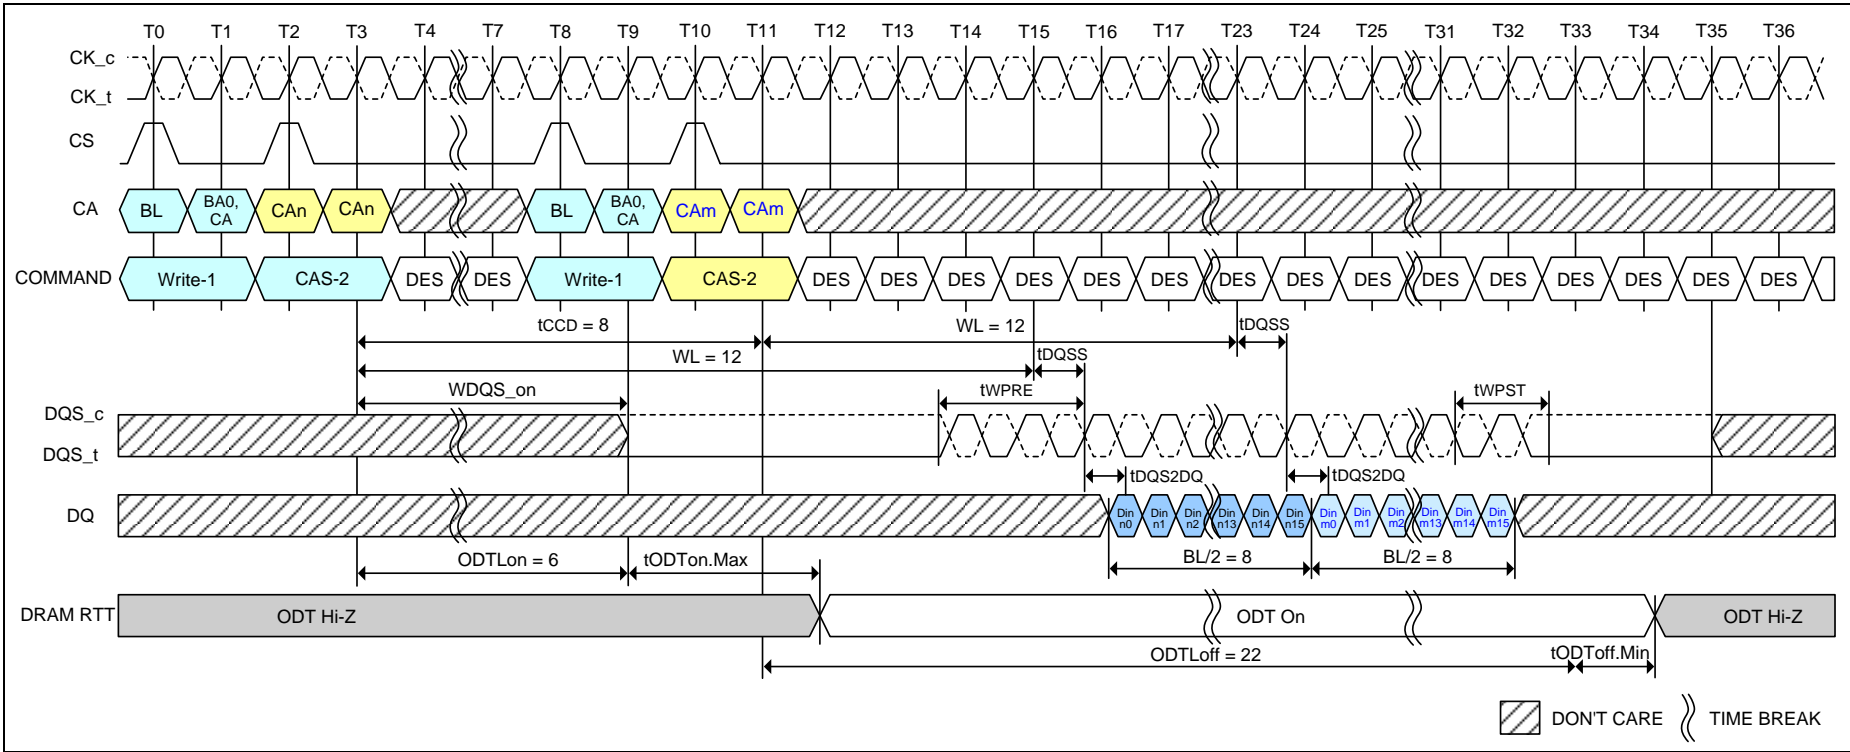 T0 T1 T2 T3 T4 T7 T8 T9 T10 T11 T12 T13 T14 T15 T16 T17 T23 T24 T25 T31 T32 T33 T34 T35 T36
CK_c
CK_t
CS
CA BL BA0, CA CAn CAn BL BA0, CA CAm CAm
COMMAND Write-1 CAS-2 DES DES Write-1 CAS-2 DES DES DES DES DES DES DES DES DES DES DES DES DES DES DES
tCCD = 8 WL = 12 tDQSS
WL = 12 tDQSS
WDQS_on tWPRE tWPST
DQS_c
DQS_t
tDQS2DQ tDQS2DQ
DQ Din n0 Din n1 Din n2 Din n13 Din n14 Din n15 Din m0 Din m1 Din m2 Din m13 Din m14 Din m15
ODTLon = 6 tODTon.Max BL/2 = 8 BL/2 = 8
DRAM RTT ODT Hi-Z ODT On ODT Hi-Z
ODTLoff = 22 tODToff.Min
DON'T CARE TIME BREAK